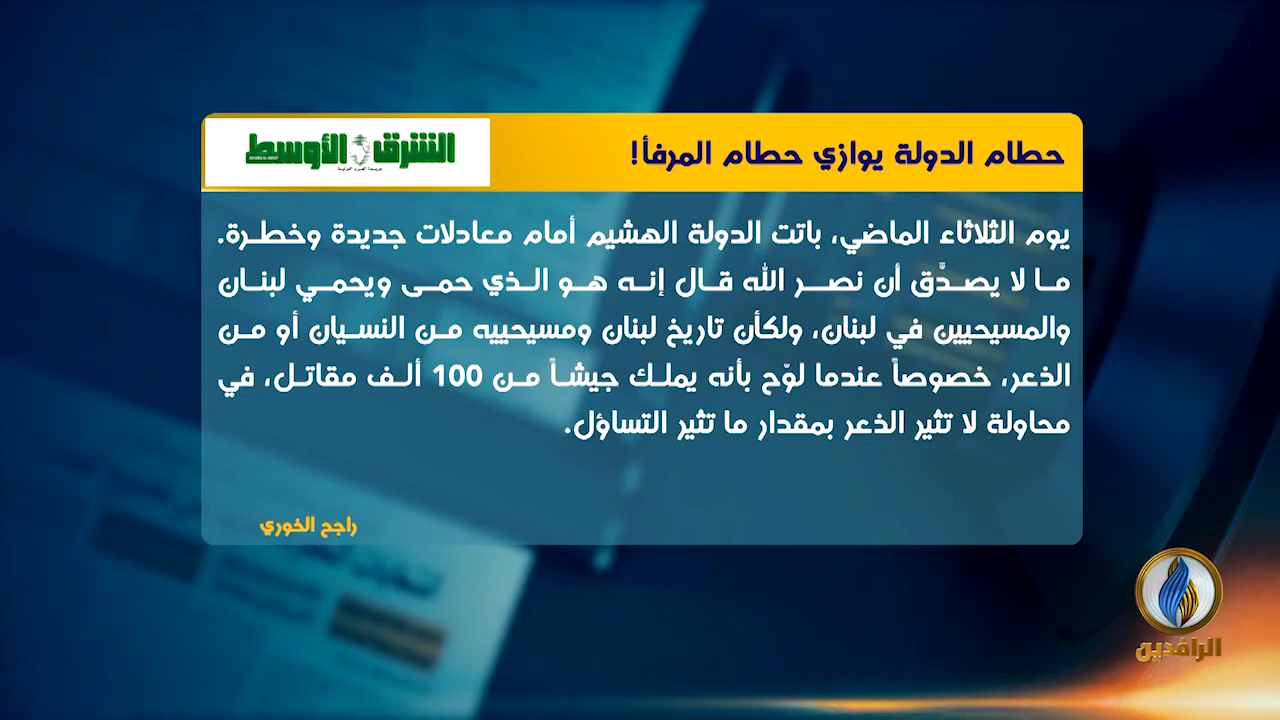 حطام الدولة يوازي حطام المرفأ!
الشرق الأوسط
جريدة العرب الدولية
يوم الثلاثاء الماضي، باتت الدولة الهشيم أمام معادلات جديدة وخطرة.
ما لا يصدَّق أن نصر الله قال إنه هو الذي حمى ويحمي لبنان
والمسيحيين في لبنان، ولكأن تاريخ لبنان ومسيحييه من النسيان أو من
الذعر، خصوصاً عندما لوّح بأنه يملك جيشاً من 100 ألف مقاتل، في
محاولة لا تثير الذعر بمقدار ما تثير التساؤل.
راجح الخوري
الرافدين